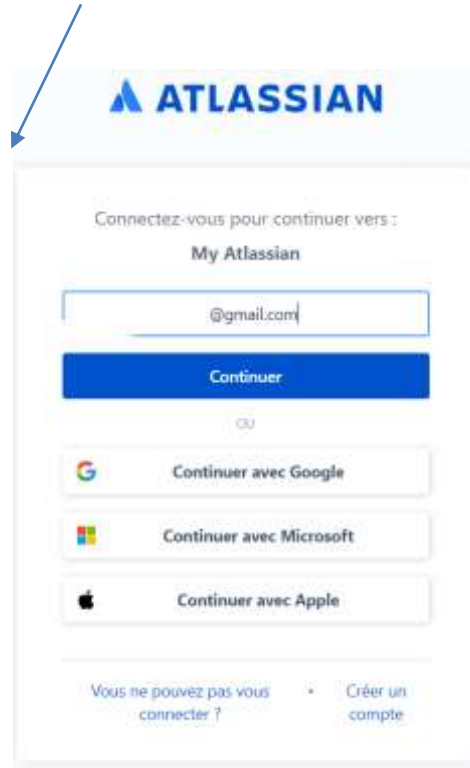 ATLASSIAN
Connectez-vous pour continuer vers :
My Atlassian
@gmail.com
Continuer
OU
Continuer avec Google
Continuer avec Microsoft
Continuer avec Apple
Vous ne pouvez pas vous
connecter ?
•
Créer un
compte